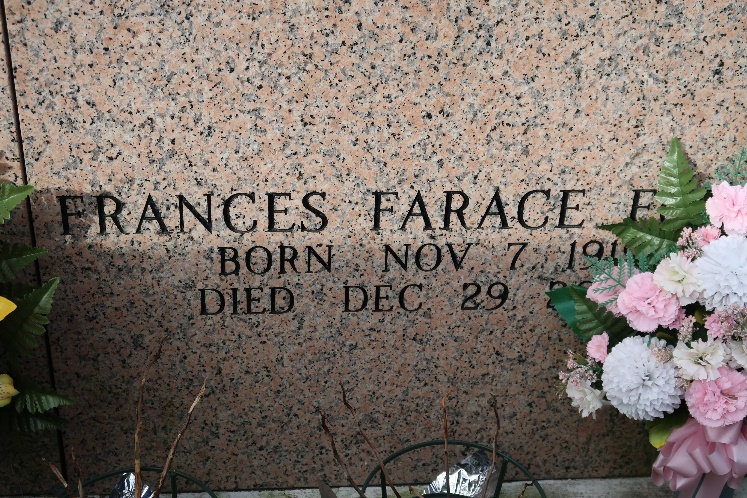 FRANCES FARACE
BORN NOV 7
DIED DEC 29